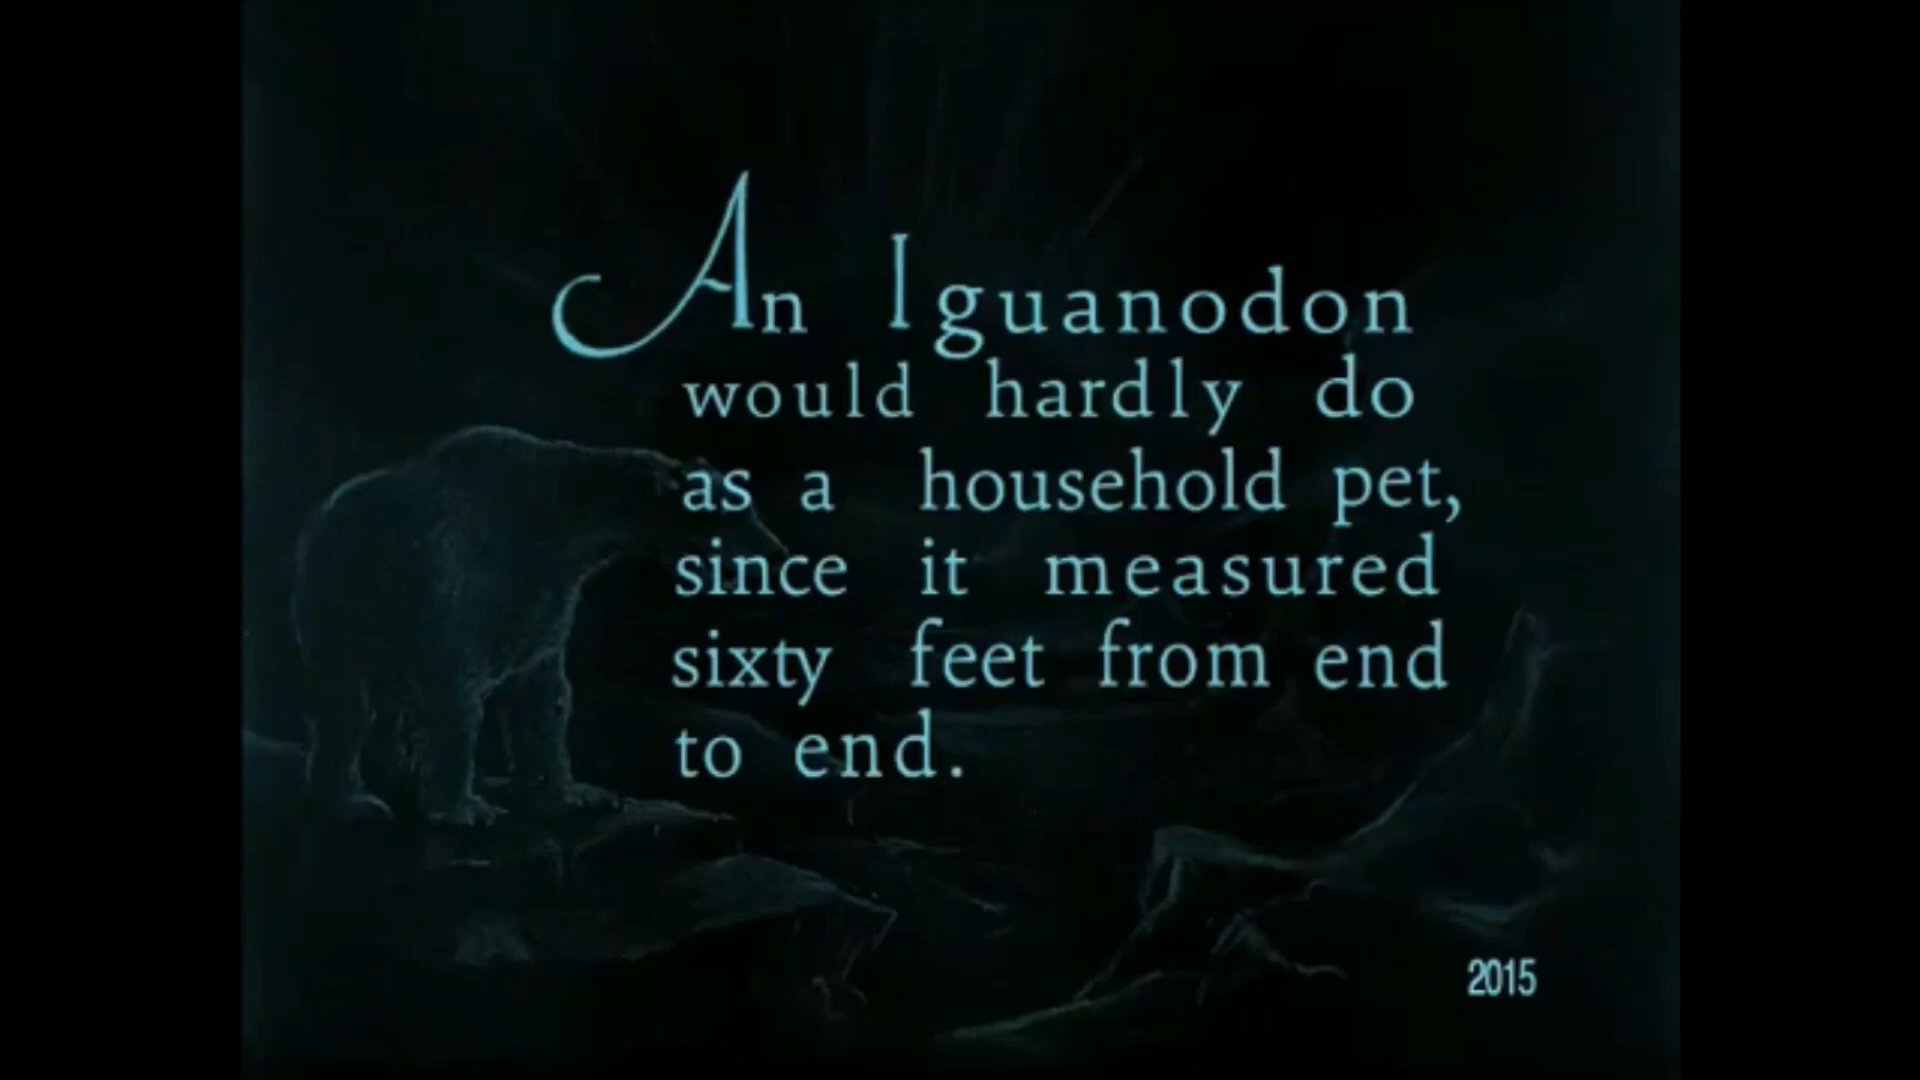 An Iguanodon
would hardly do
as a household pet,
since it measured
sixty feet from end
to end.
2015